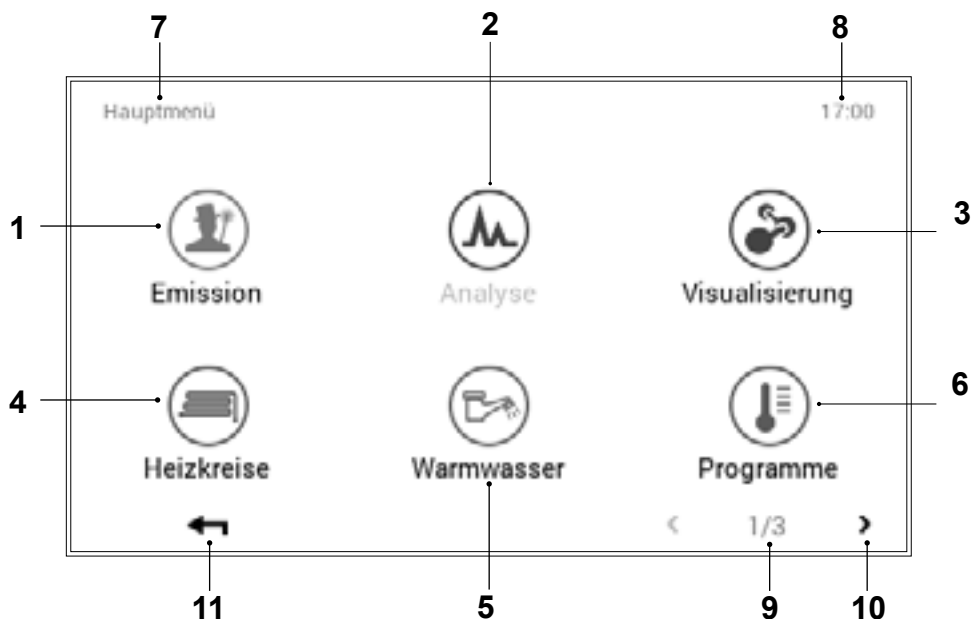 7 2 8
Hauptmenü 17:00
1 3
Emission Analyse Visualisierung
4 6
Heizkreise Warmwasser Programme
< 1/3 >
11 5 9 10